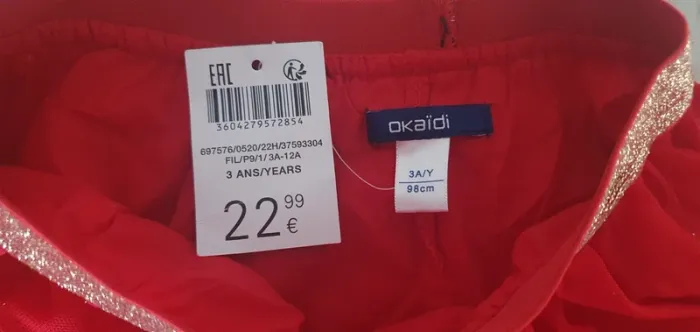 EAC
3604279572854
697576/0520/22H/37593304
FIL/P9/1/3A-12A
3 ANS/YEARS
22,99
€
okaïdi
3A/Y
98cm